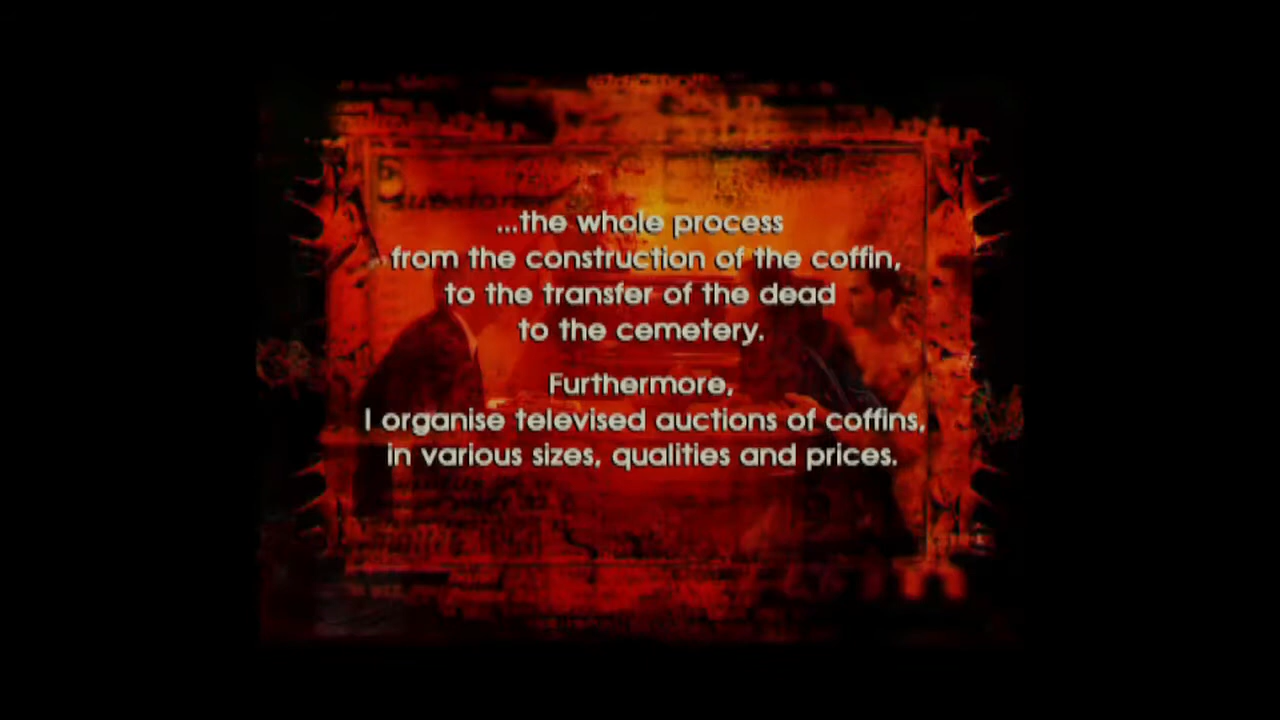 ...the whole process
from the construction of the coffin,
to the transfer of the dead
to the cemetery.
Furthermore,
I organise televised auctions of coffins,
in various sizes, qualities and prices.